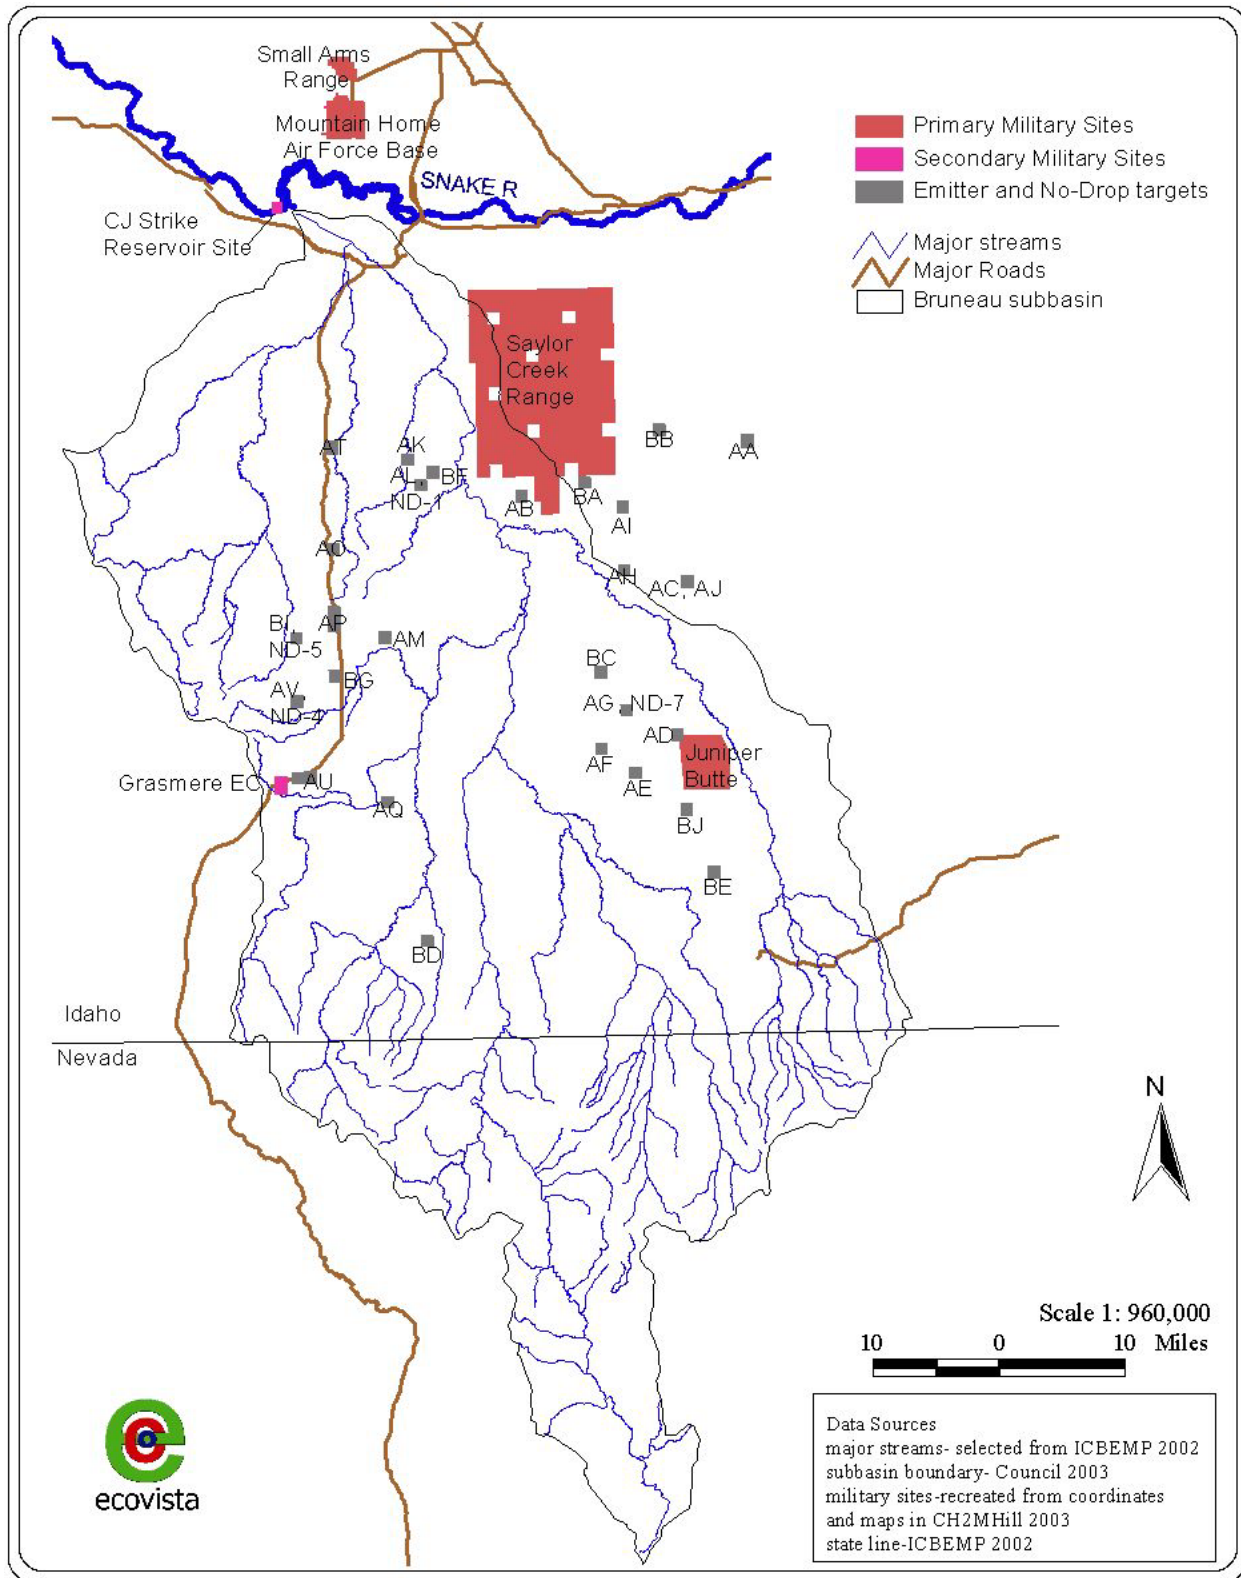 Small Arms
Range
Mountain Home
Air Force Base
SNAKE R
CJ Strike
Reservoir Site
Primary Military Sites
Secondary Military Sites
Emitter and No-Drop targets
Major streams
Major Roads
Bruneau subbasin
Saylor
Creek
Range
BB
AA
AT
AK
AL,
BF
ND-1
AB
BA
AI
AO
AH
AC, AJ
BI,
AP
ND-5
AM
BC
BG
AV,
ND-4
AG, ND-7
AD
Juniper
Butte
AF
AE
Grasmere EC
AU
AQ
BJ
BE
BD
Idaho
Nevada
N
Scale 1: 960,000
10 0 10 Miles
ecovista
Data Sources
major streams- selected from ICBEMP 2002
subbasin boundary- Council 2003
military sites-recreated from coordinates
and maps in CH2MHill 2003
state line-ICBEMP 2002